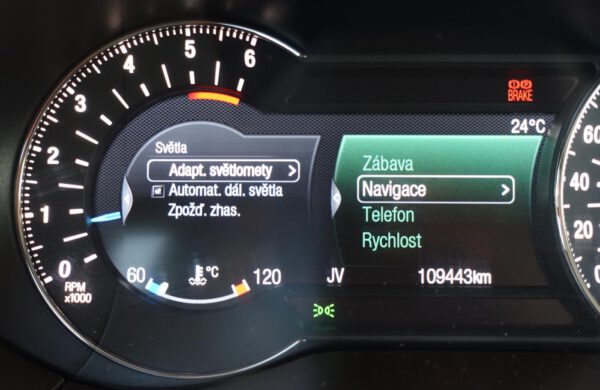 5
6
4
3
2
1
0
RPM
x1000
Světla
Adapt. světlomety >
Automat. dál. světla
Zpožď. zhas.
60 °C 120
BRAKE
24°C
Zábava
Navigace >
Telefon
Rychlost
JV 109443km
60
40
20
0